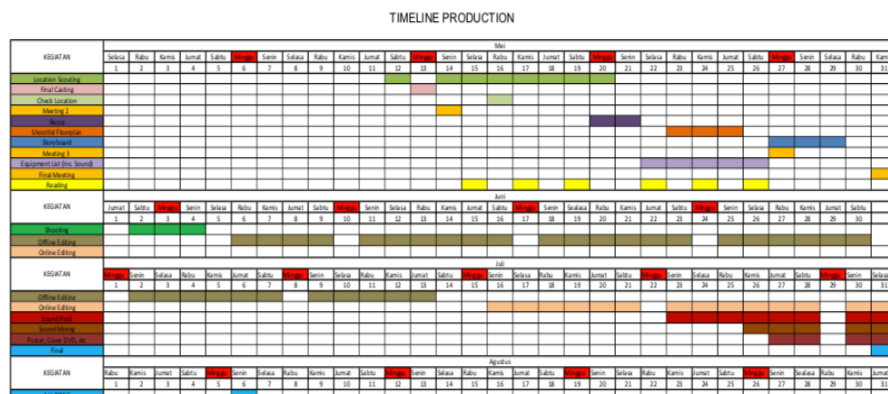 TIMELINE PRODUCTION
Mei
KEGIATAN Selasa Rabu Kamis Jumat Sabtu Minggu Senin Selasa Rabu Kamis Jumat Sabtu Minggu Senin Selasa Rabu Kamis Jumat Sabtu Minggu Senin Selasa Rabu Kamis Jumat Sabtu Minggu Senin Selasa Rabu
1 2 3 4 5 6 7 8 9 10 11 12 13 14 15 16 17 18 19 20 21 22 23 24 25 26 27 28 29 30 31
Location Scouting
Final Casting
Check Location
Meeting 2
Recce
Shootlist Floorplan
Storyboard
Meeting 3
Equipment List (Inc. Sound)
Final Meeting
Reading
Juni
KEGIATAN Jumat Sabtu Minggu Senin Selasa Rabu Kamis Jumat Sabtu Minggu Senin Selasa Rabu Kamis Jumat Sabtu Minggu Senin Selasa Rabu Kamis Jumat Sabtu Minggu Senin Selasa Rabu Kamis Jumat Sabtu
1 2 3 4 5 6 7 8 9 10 11 12 13 14 15 16 17 18 19 20 21 22 23 24 25 26 27 28 29 30
Shooting
Offline Editing
Online Editing
Juli
KEGIATAN Minggu Senin Selasa Rabu Kamis Jumat Sabtu Minggu Senin Selasa Rabu Kamis Jumat Sabtu Minggu Senin Selasa Rabu Kamis Jumat Sabtu Minggu Senin Selasa Rabu Kamis Jumat Sabtu Minggu Senin Selasa
1 2 3 4 5 6 7 8 9 10 11 12 13 14 15 16 17 18 19 20 21 22 23 24 25 26 27 28 29 30 31
Offline Editing
Online Editing
Sound Post
Sound Mixing
Poster, Cover DVD, etc
Final
Agustus
KEGIATAN Rabu Kamis Jumat Sabtu Minggu Senin Selasa Rabu Kamis Jumat Sabtu Minggu Senin Selasa Rabu Kamis Jumat Sabtu Minggu Senin Selasa Rabu Kamis Jumat Sabtu Minggu Senin Selasa Rabu Kamis
1 2 3 4 5 6 7 8 9 10 11 12 13 14 15 16 17 18 19 20 21 22 23 24 25 26 27 28 29 30 31